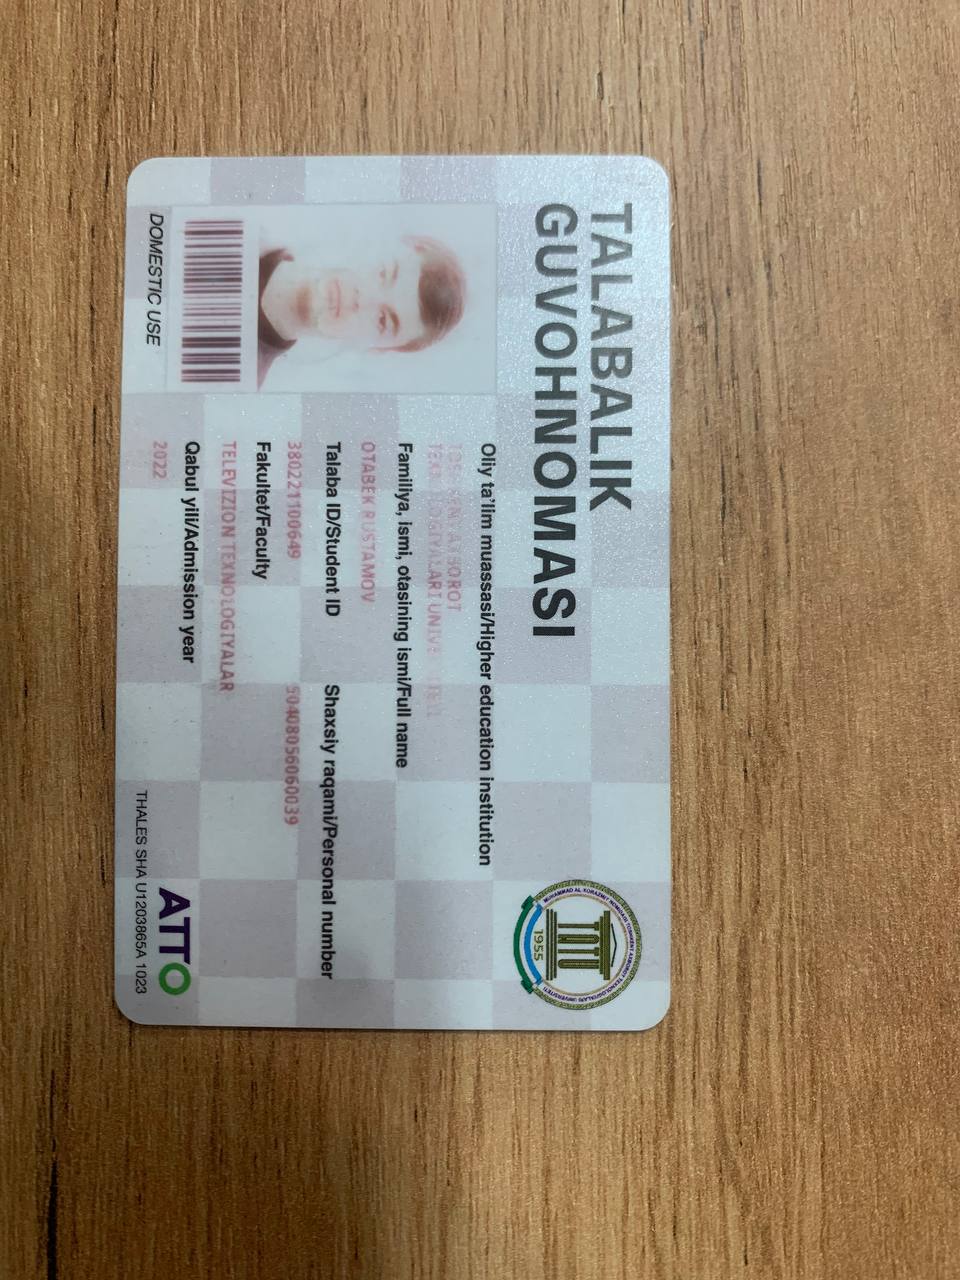 TALABALIK
GUVOHNOMASI
Oliy ta'lim muassasi/Higher education institution
AXBOROT
UNIVERSITETI
Familiya, ismi, otasining ismi/Full name
OTABEK RUSTAMOV
Talaba ID/Student ID
Shaxsiy raqami/Personal number
380221100649
50408056060039
Fakultet/Faculty
TELEVIZION TEXNOLOGIYALAR
Qabul yili/Admission year
2022
DOMESTIC USE
ATTO
THALES SHA U1203865A 1023
MUHAMMAD AL-XORAZMIY NOMIDAGI TOSHKENT AXBOROT TEXNOLOGIYALARI UNIVERSITETI
TATU
1955